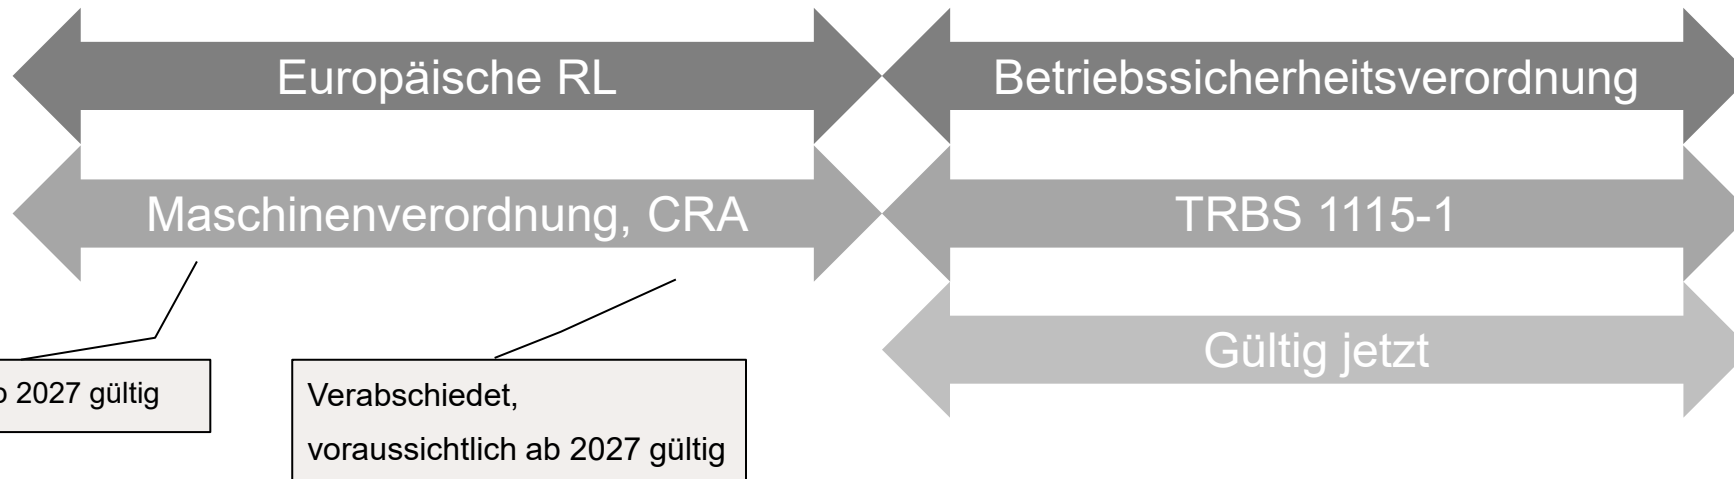 Europäische RL
Betriebssicherheitsverordnung
Maschinenverordnung, CRA
TRBS 1115-1
Gültig jetzt
2027 gültig
Verabschiedet,
voraussichtlich ab 2027 gültig